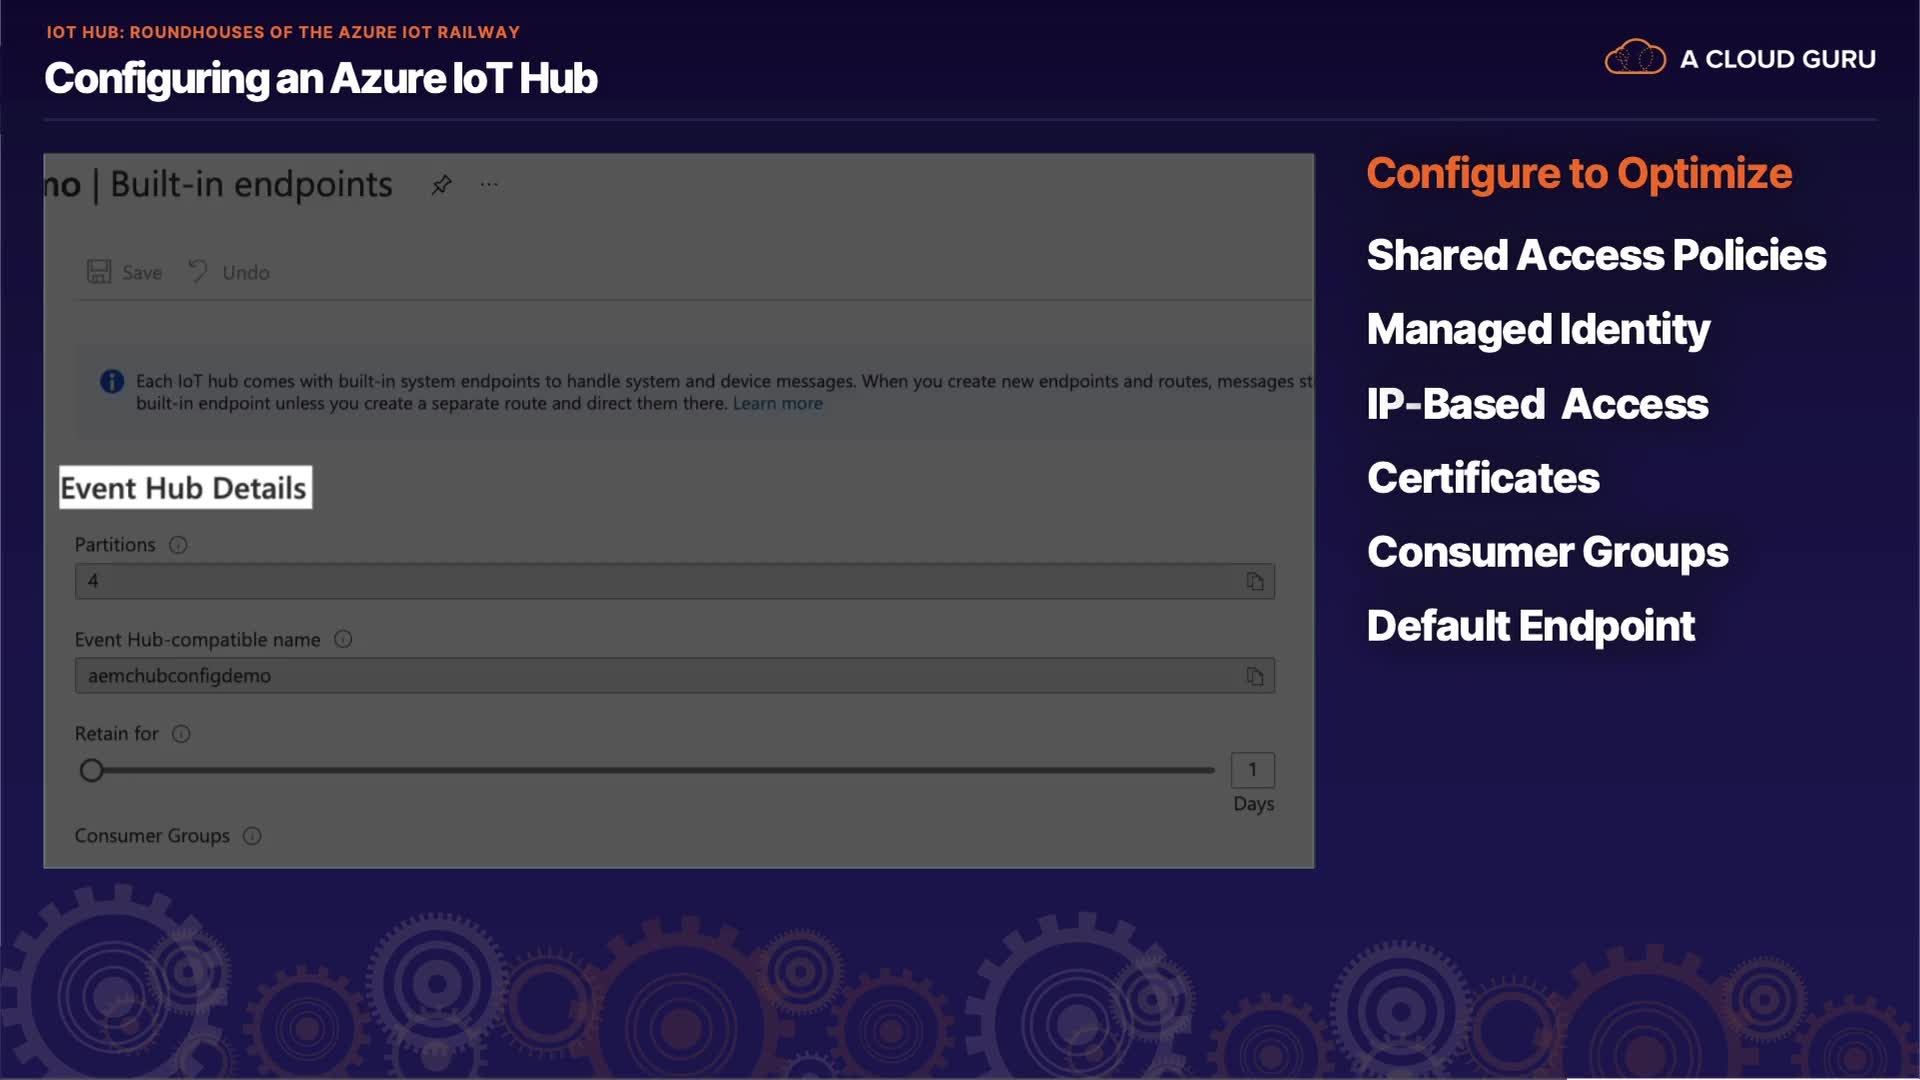 IOT HUB: ROUNDHOUSES OF THE AZURE IOT RAILWAY
Configuring an Azure IoT Hub
A CLOUD GURU
no | Built-in endpoints
Save
Undo
Each IoT hub comes with built-in system endpoints to handle system and device messages. When you create new endpoints and routes, messages st
built-in endpoint unless you create a separate route and direct them there. Learn more
Event Hub Details
Partitions
4
Event Hub-compatible name
aemchubconfigdemo
Retain for
1
Days
Consumer Groups
Configure to Optimize
Shared Access Policies
Managed Identity
IP-Based Access
Certificates
Consumer Groups
Default Endpoint